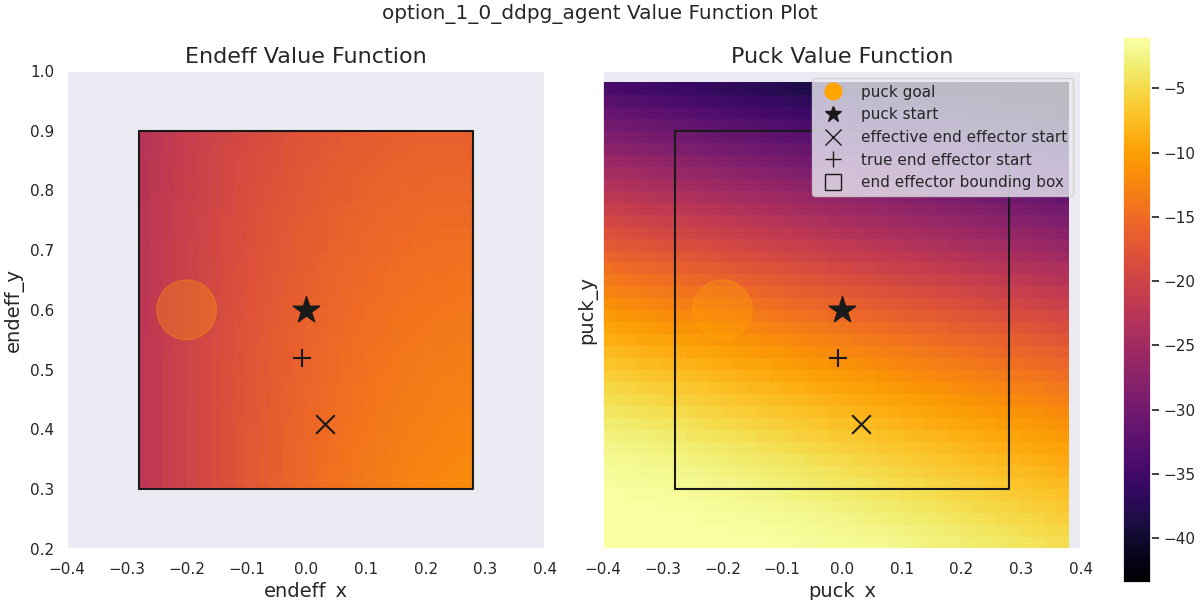 option_1_0_ddpg_agent Value Function Plot
Endeff Value Function
Puck Value Function
1.0
0.9
0.8
0.7
0.6
0.5
0.4
0.3
0.2
endeff_y
−0.4 −0.3 −0.2 −0.1 0.0 0.1 0.2 0.3 0.4
endeff_x
puck_y
puck goal
puck start
effective end effector start
true end effector start
end effector bounding box
−0.4 −0.3 −0.2 −0.1 0.0 0.1 0.2 0.3 0.4
puck_x
−5
−10
−15
−20
−25
−30
−35
−40